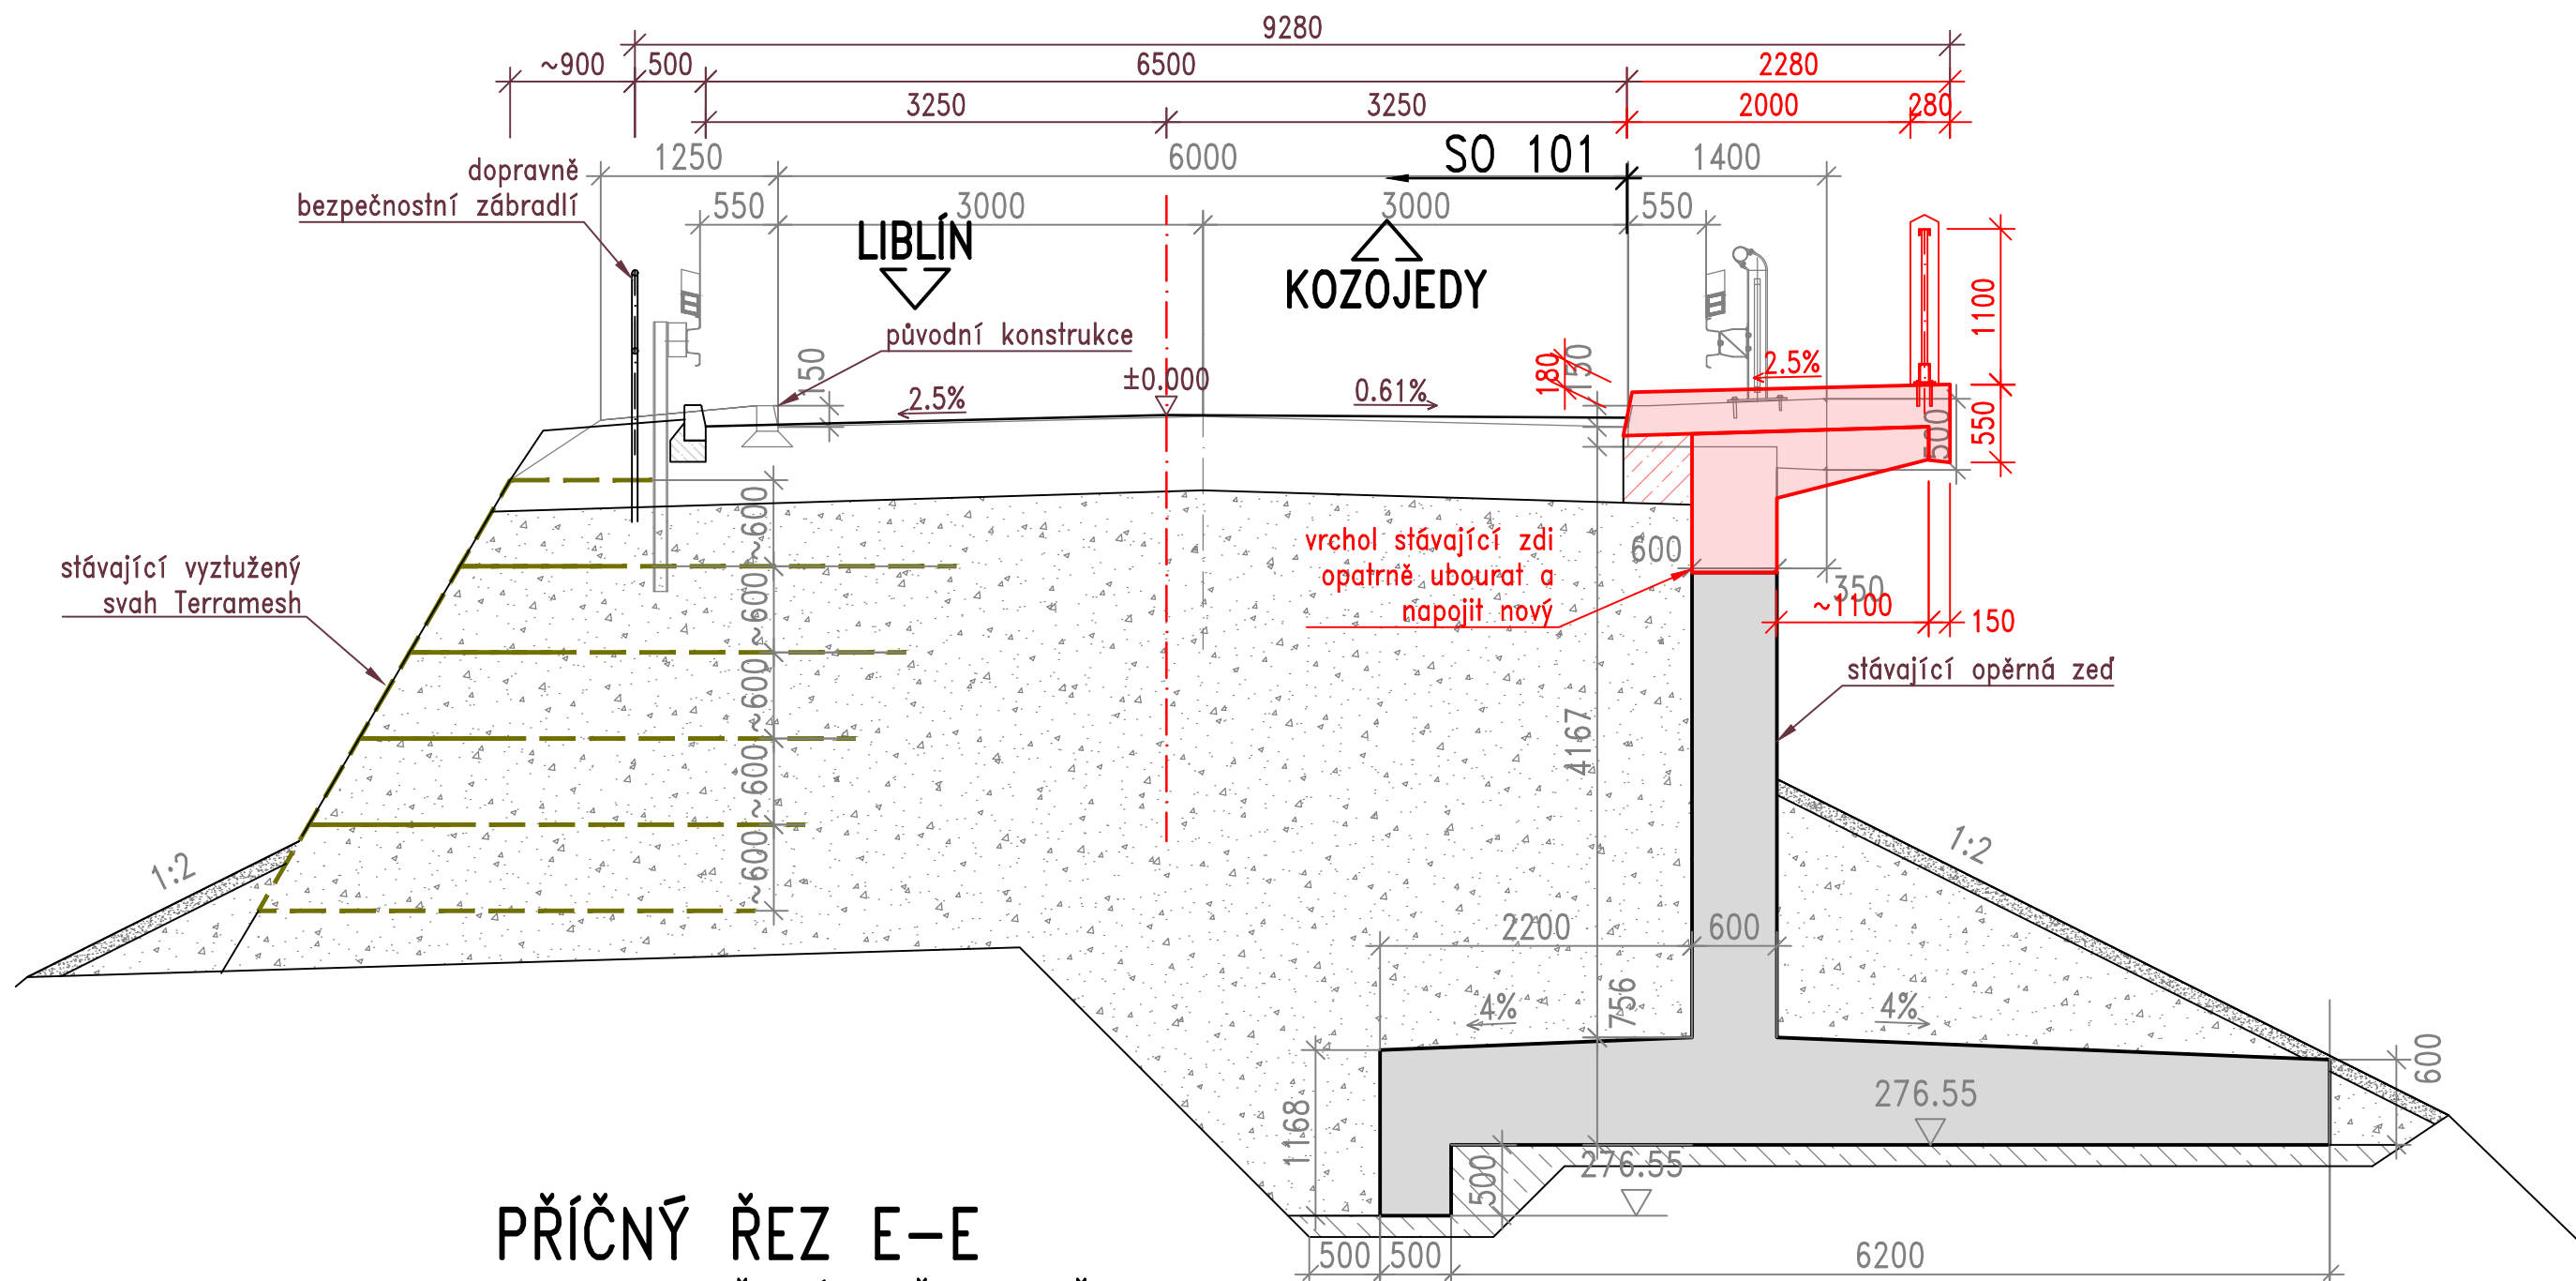 9280
~900 500 6500 2280
3250 3250 2000 280
SO 101
1250 6000 1400
dopravně
bezpečnostní zábradlí
550 3000 3000 550
LIBLÍN
KOZOJEDY
1100
původní konstrukce
150
±0.000
2.5%
0.61%
180
150
2.5%
500
550
~600
~600
~600
~600
~600
stávající vyztužený
svah Terramesh
vrchol stávající zdi
opatrně ubourat a
napojit nový
600
350
~1100
150
stávající opěrná zeď
4167
1:2
1:2
2200 600
756
4%
4%
600
1168
276.55
276.55
500
PŘÍČNÝ ŘEZ E-E
500 500 6200